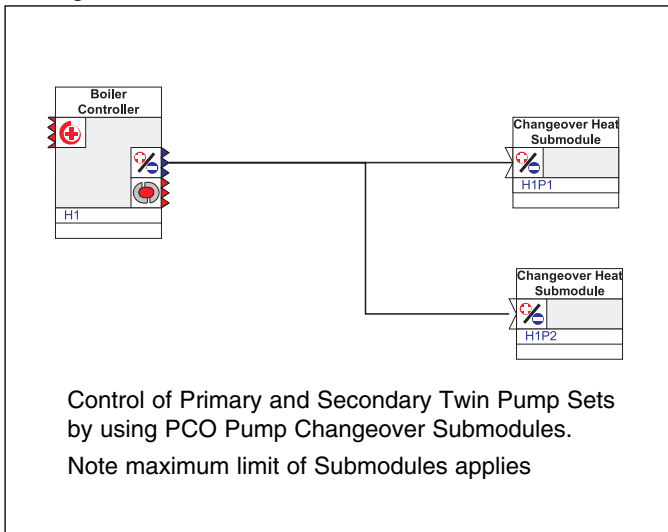 Boiler
Controller
H1
Changeover Heat
Submodule
H1P1
Changeover Heat
Submodule
H1P2
Control of Primary and Secondary Twin Pump Sets
by using PCO Pump Changeover Submodules.
Note maximum limit of Submodules applies